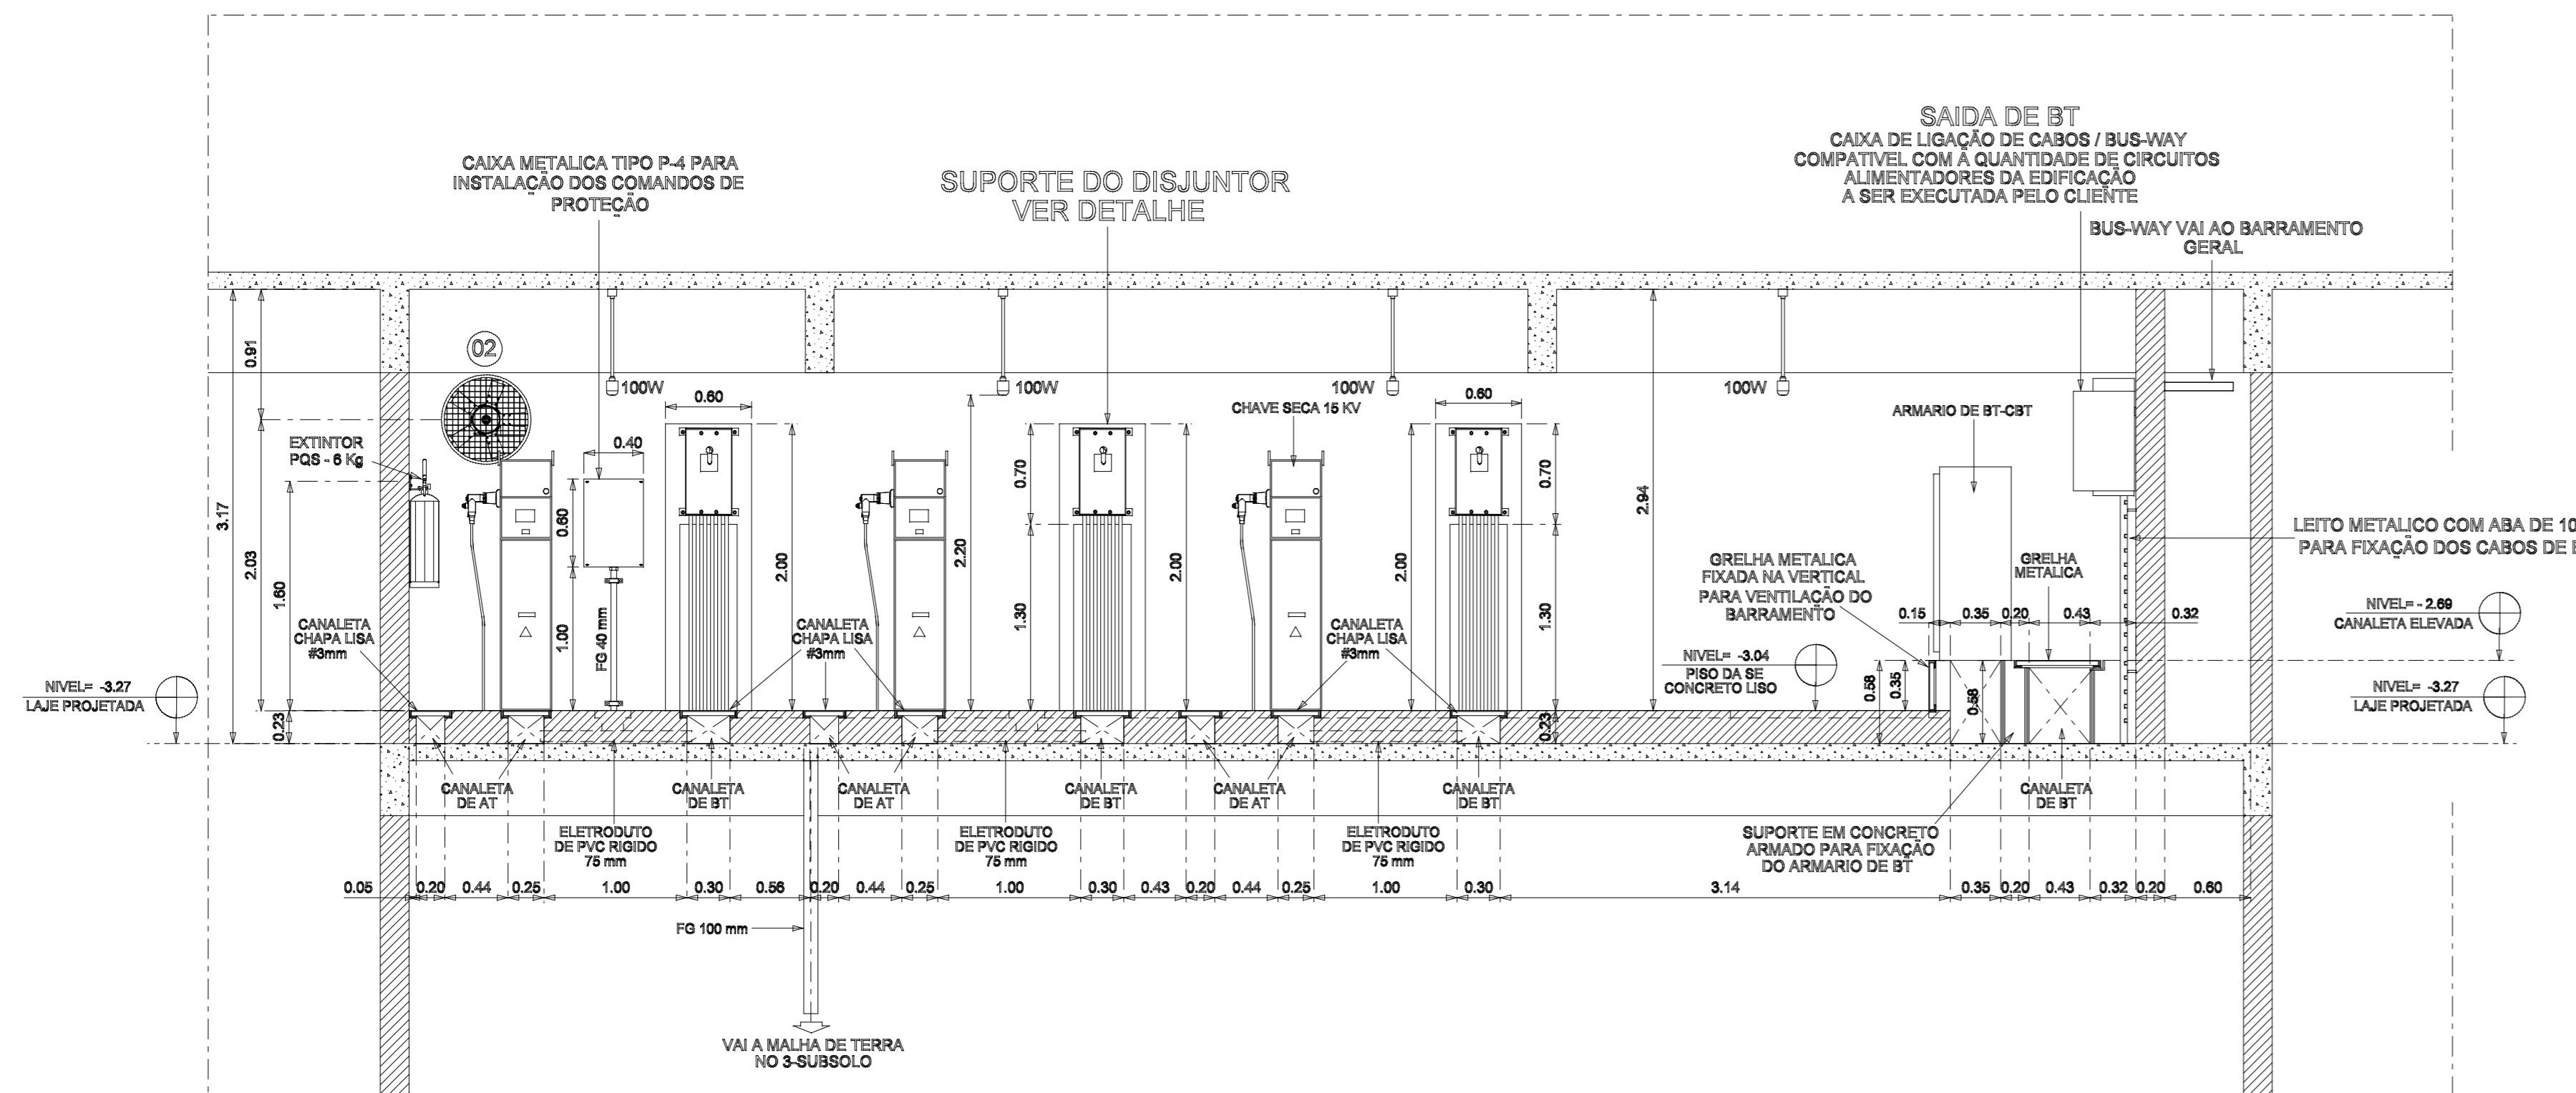 SAIDA DE BT
CAIXA DE LIGAÇÃO DE CABOS / BUS-WAY
COMPATIVEL COM A QUANTIDADE DE CIRCUITOS
ALIMENTADORES DA EDIFICAÇÃO
A SER EXECUTADA PELO CLIENTE
CAIXA METALICA TIPO P-4 PARA
INSTALAÇÃO DOS COMANDOS DE
PROTEÇÃO
SUPORTE DO DISJUNTOR
VER DETALHE
BUS-WAY VAI AO BARRAMENTO
GERAL
0.91
02
100W
100W
100W
100W
0.60
0.60
CHAVE SECA 15 KV
ARMARIO DE BT-CBT
EXTINTOR
PQS - 6 Kg
0.40
3.17
2.03
1.60
0.60
1.00
FG 40 mm
2.00
2.20
0.70
1.30
2.00
2.00
0.70
1.30
2.94
LEITO METALICO COM ABA DE 10
PARA FIXAÇÃO DOS CABOS DE
GRELHA METALICA
FIXADA NA VERTICAL
PARA VENTILAÇÃO DO
BARRAMENTO
GRELHA
METALICA
0.15
0.35
0.20
0.43
0.32
NIVEL= - 2.69
CANALETA ELEVADA
CANALETA
CHAPA LISA
#3mm
CANALETA
CHAPA LISA
#3mm
CANALETA
CHAPA LISA
#3mm
NIVEL= -3.04
PISO DA SE
CONCRETO LISO
0.58
0.35
0.58
NIVEL= -3.27
LAJE PROJETADA
NIVEL= -3.27
LAJE PROJETADA
0.23
0.23
CANALETA
DE AT
CANALETA
DE BT
CANALETA
DE AT
CANALETA
DE BT
CANALETA
DE AT
CANALETA
DE BT
CANALETA
DE BT
ELETRODUTO
DE PVC RIGIDO
75 mm
ELETRODUTO
DE PVC RIGIDO
75 mm
ELETRODUTO
DE PVC RIGIDO
75 mm
SUPORTE EM CONCRETO
ARMADO PARA FIXAÇÃO
DO ARMARIO DE BT
0.05 0.20 0.44 0.25 1.00 0.30 0.56 0.20 0.44 0.25 1.00 0.30 0.43 0.20 0.44 0.25 1.00 0.30 3.14 0.35 0.20 0.43 0.32 0.20 0.60
FG 100 mm
VAI A MALHA DE TERRA
NO 3-SUBSOLO